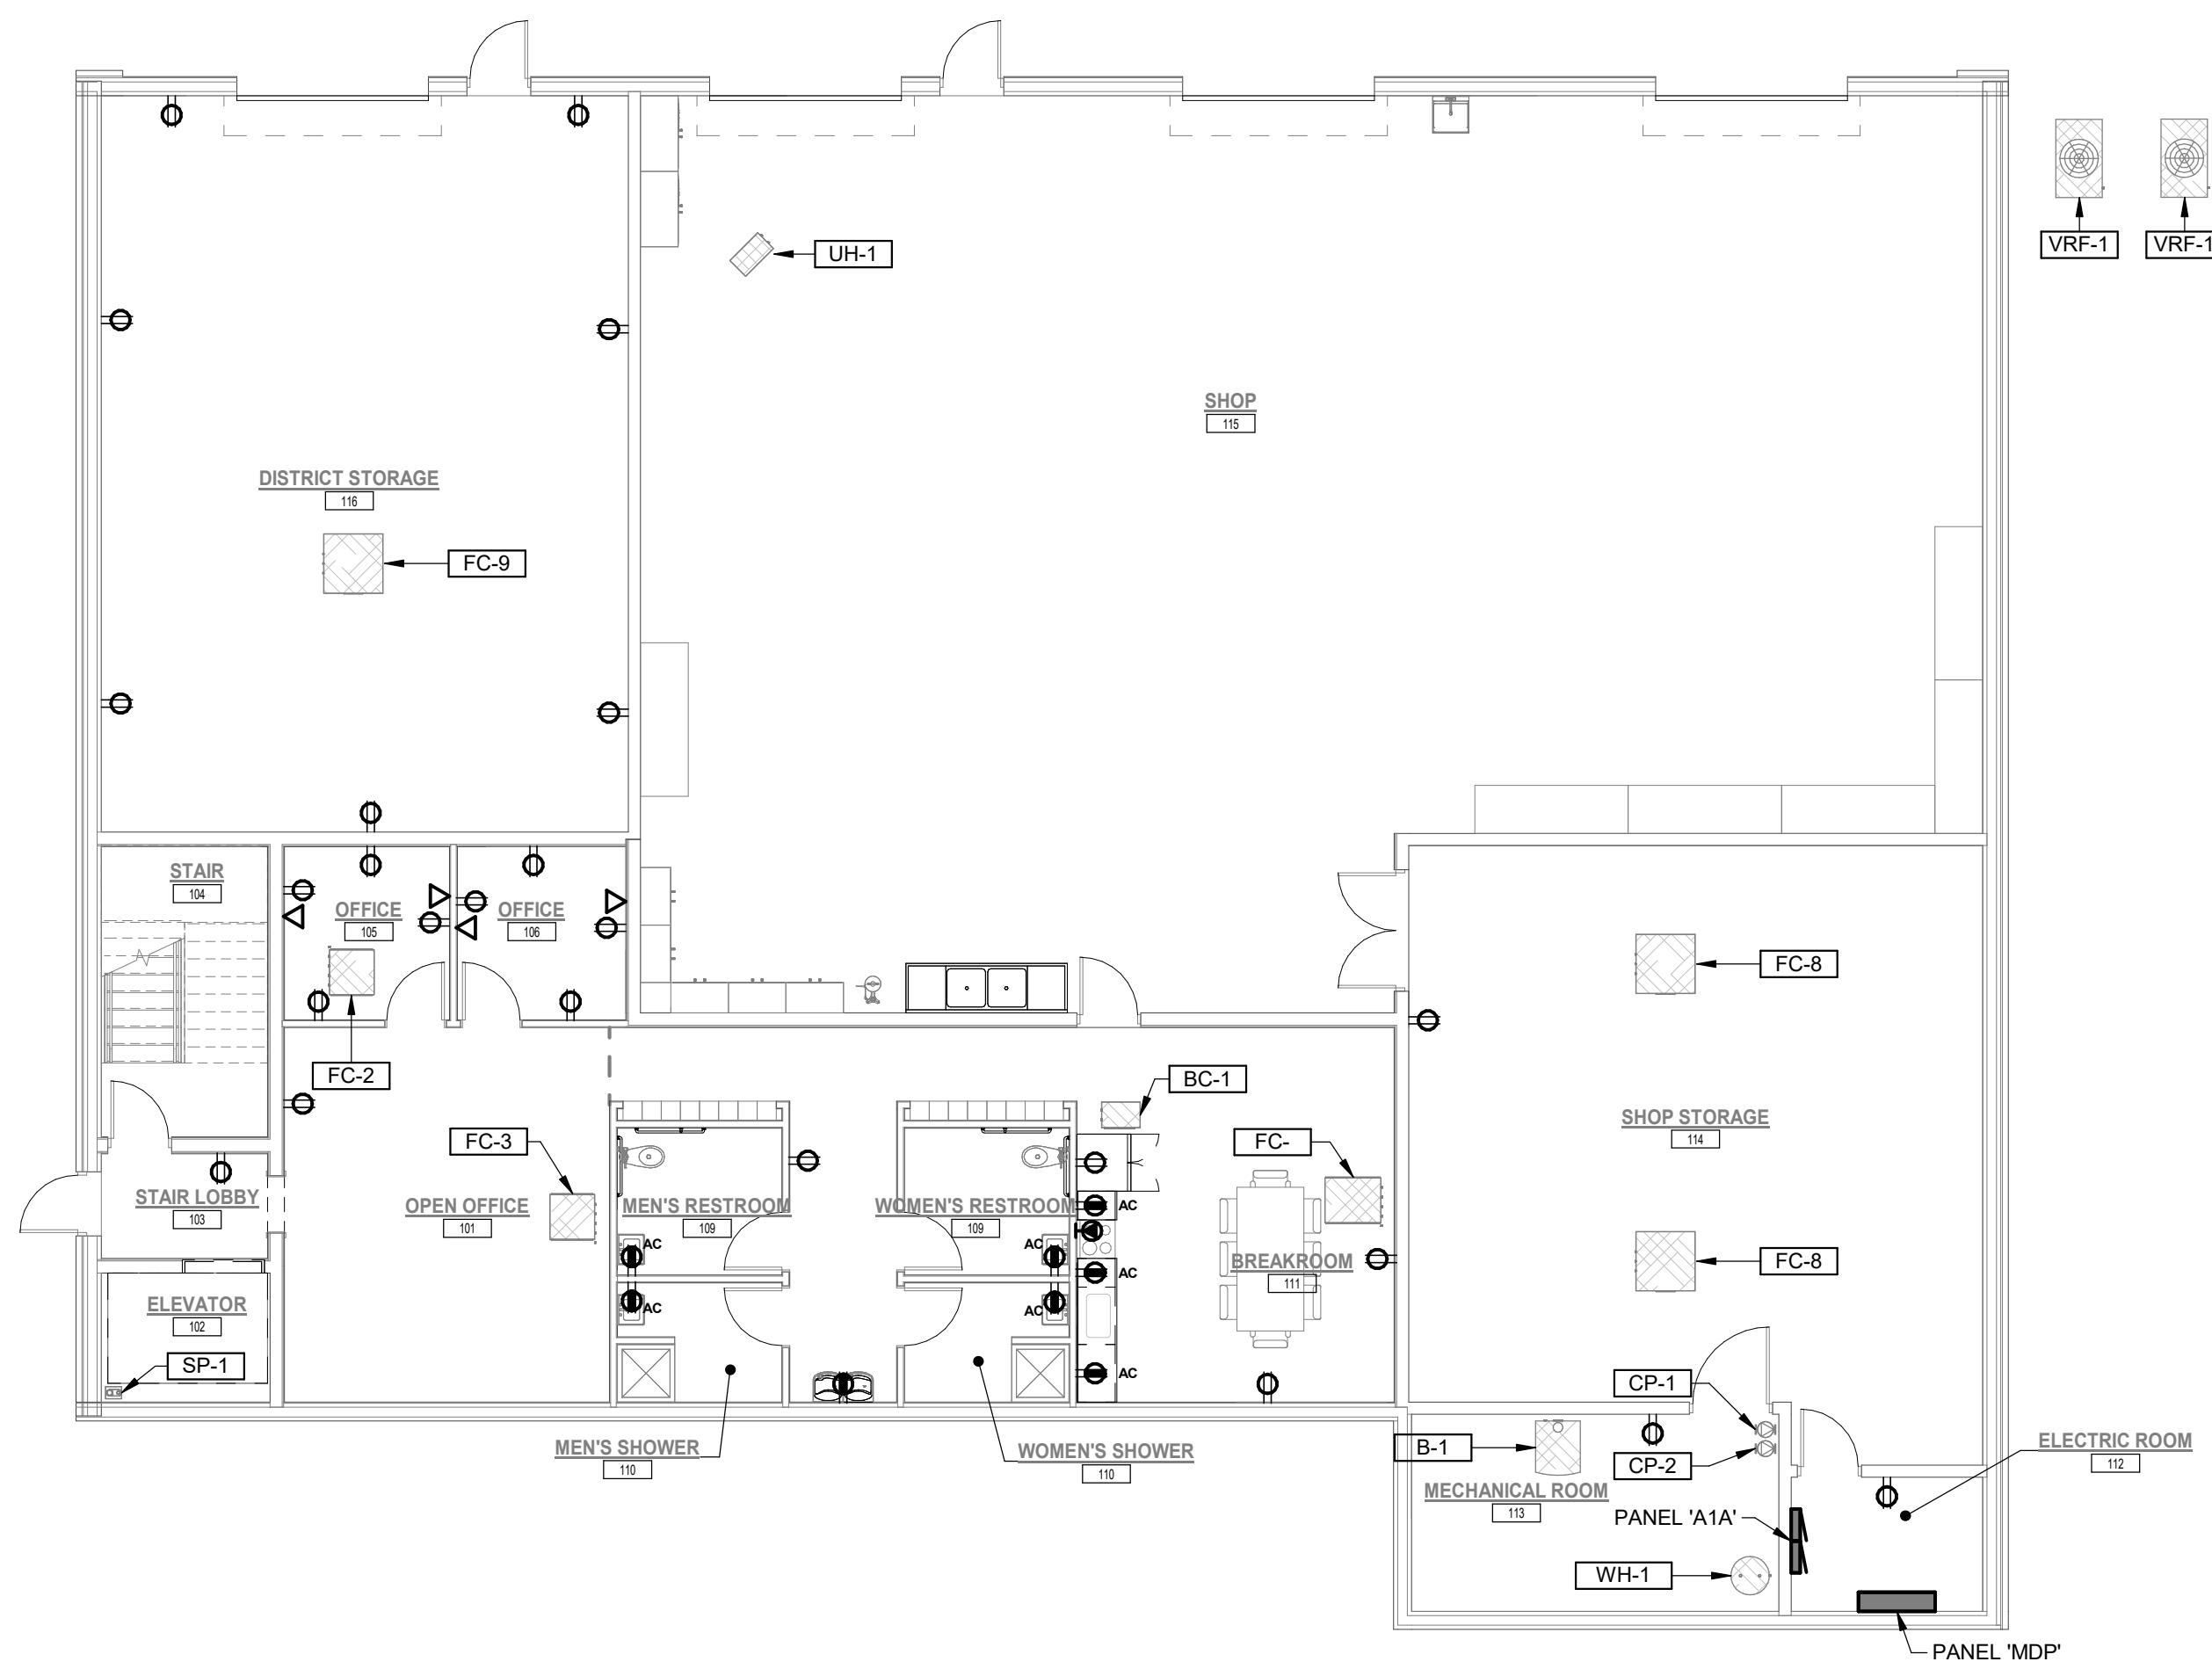 VRF-1
VRF-1
UH-1
SHOP
115
DISTRICT STORAGE
116
FC-9
STAIR
104
OFFICE
105
OFFICE
106
FC-8
FC-2
BC-1
SHOP STORAGE
114
FC-3
FC-
STAIR LOBBY
103
OPEN OFFICE
101
MEN'S RESTROOM
109
WOMEN'S RESTROOM
109
AC
AC
AC
BREAKROOM
111
AC
FC-8
ELEVATOR
102
AC
AC
SP-1
AC
CP-1
MEN'S SHOWER
110
WOMEN'S SHOWER
110
B-1
CP-2
ELECTRIC ROOM
112
MECHANICAL ROOM
113
PANEL 'A1A'
WH-1
PANEL 'MDP'